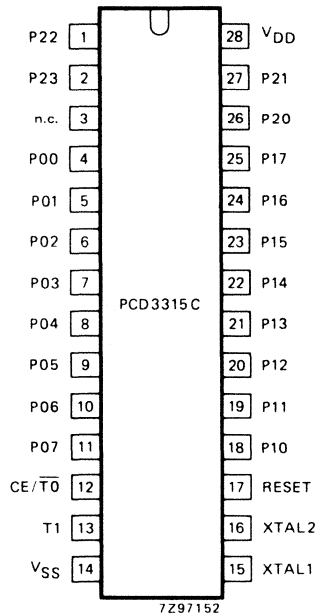 P22 1 28 VDD
P23 2 27 P21
n.c. 3 26 P20
P00 4 25 P17
P01 5 24 P16
P02 6 23 P15
P03 7 22 P14
PCD3315C
P04 8 21 P13
P05 9 20 P12
P06 10 19 P11
P07 11 18 P10
CE/T̅0̅ 12 17 RESET
T1 13 16 XTAL2
VSS 14 15 XTAL1
7Z97152